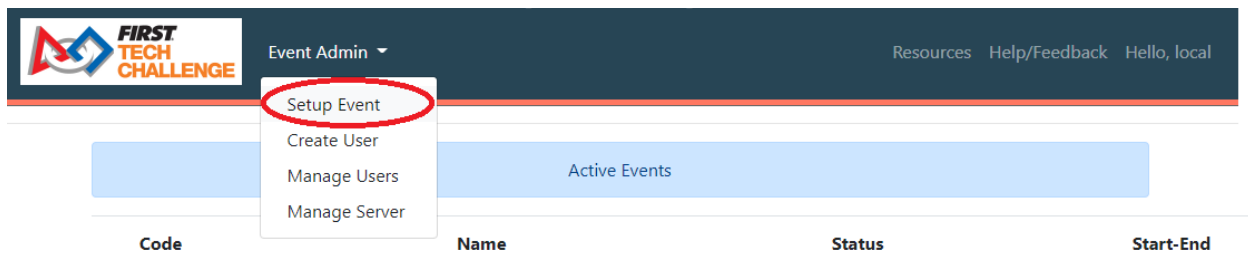 FIRST
TECH
CHALLENGE
Event Admin
Resources Help/Feedback Hello, local
Setup Event
Create User
Manage Users
Manage Server
Active Events
Code Name Status Start-End